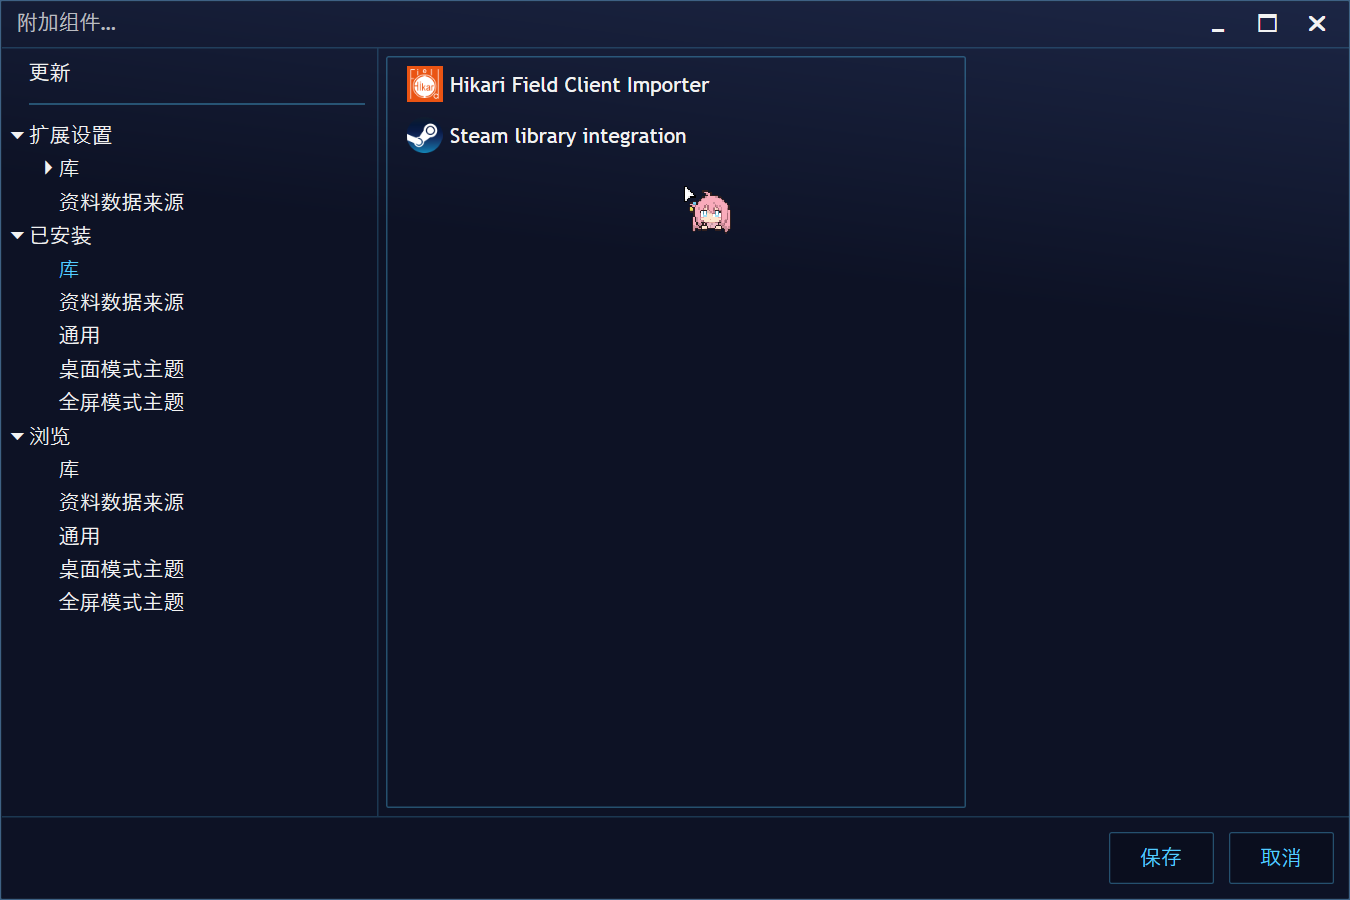 附加组件...
更新
扩展设置
库
资料数据来源
已安装
库
资料数据来源
通用
桌面模式主题
全屏模式主题
浏览
库
资料数据来源
通用
桌面模式主题
全屏模式主题
Hikari
Hikari Field Client Importer
Steam library integration
保存
取消